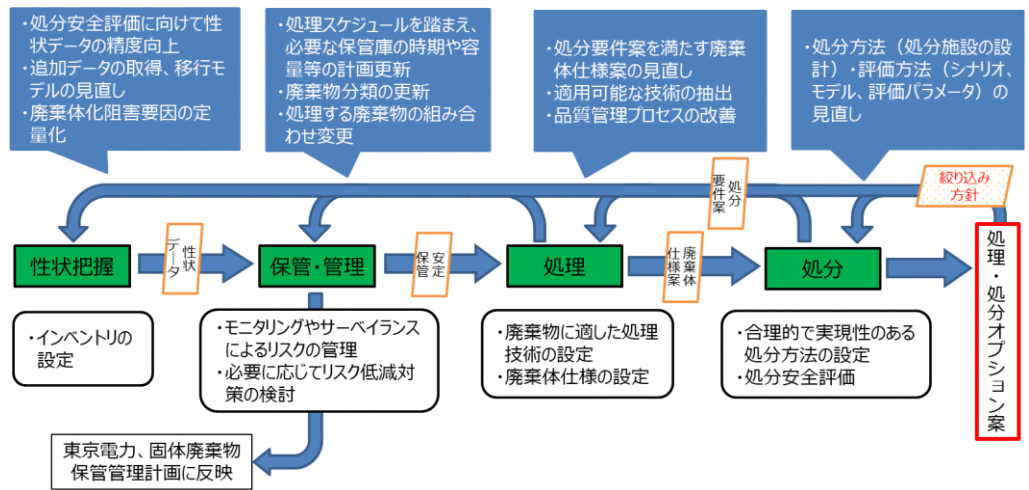 ・処分安全評価に向けて性
状データの精度向上
・追加データの取得、移行モ
デルの見直し
・廃棄体化阻害要因の定
量化
・処理スケジュールを踏まえ、
必要な保管庫の時期や容
量等の計画更新
・廃棄物分類の更新
・処理する廃棄物の組み合
わせ変更
・処分要件案を満たす廃棄
体仕様案の見直し
・適用可能な技術の抽出
・品質管理プロセスの改善
・処分方法（処分施設の設
計）・評価方法（シナリオ、
モデル、評価パラメータ）の
見直し
処分
要件案
絞り込み
方針
性状把握
性状
データ
保管・管理
安定
保管
処理
廃棄体
仕様案
処分
処理・処分オプション案
・インベントリの
設定
・モニタリングやサーベイランス
によるリスクの管理
・必要に応じてリスク低減対
策の検討
・廃棄物に適した処理
技術の設定
・廃棄体仕様の設定
・合理的で実現性のある
処分方法の設定
・処分安全評価
東京電力、固体廃棄物
保管管理計画に反映